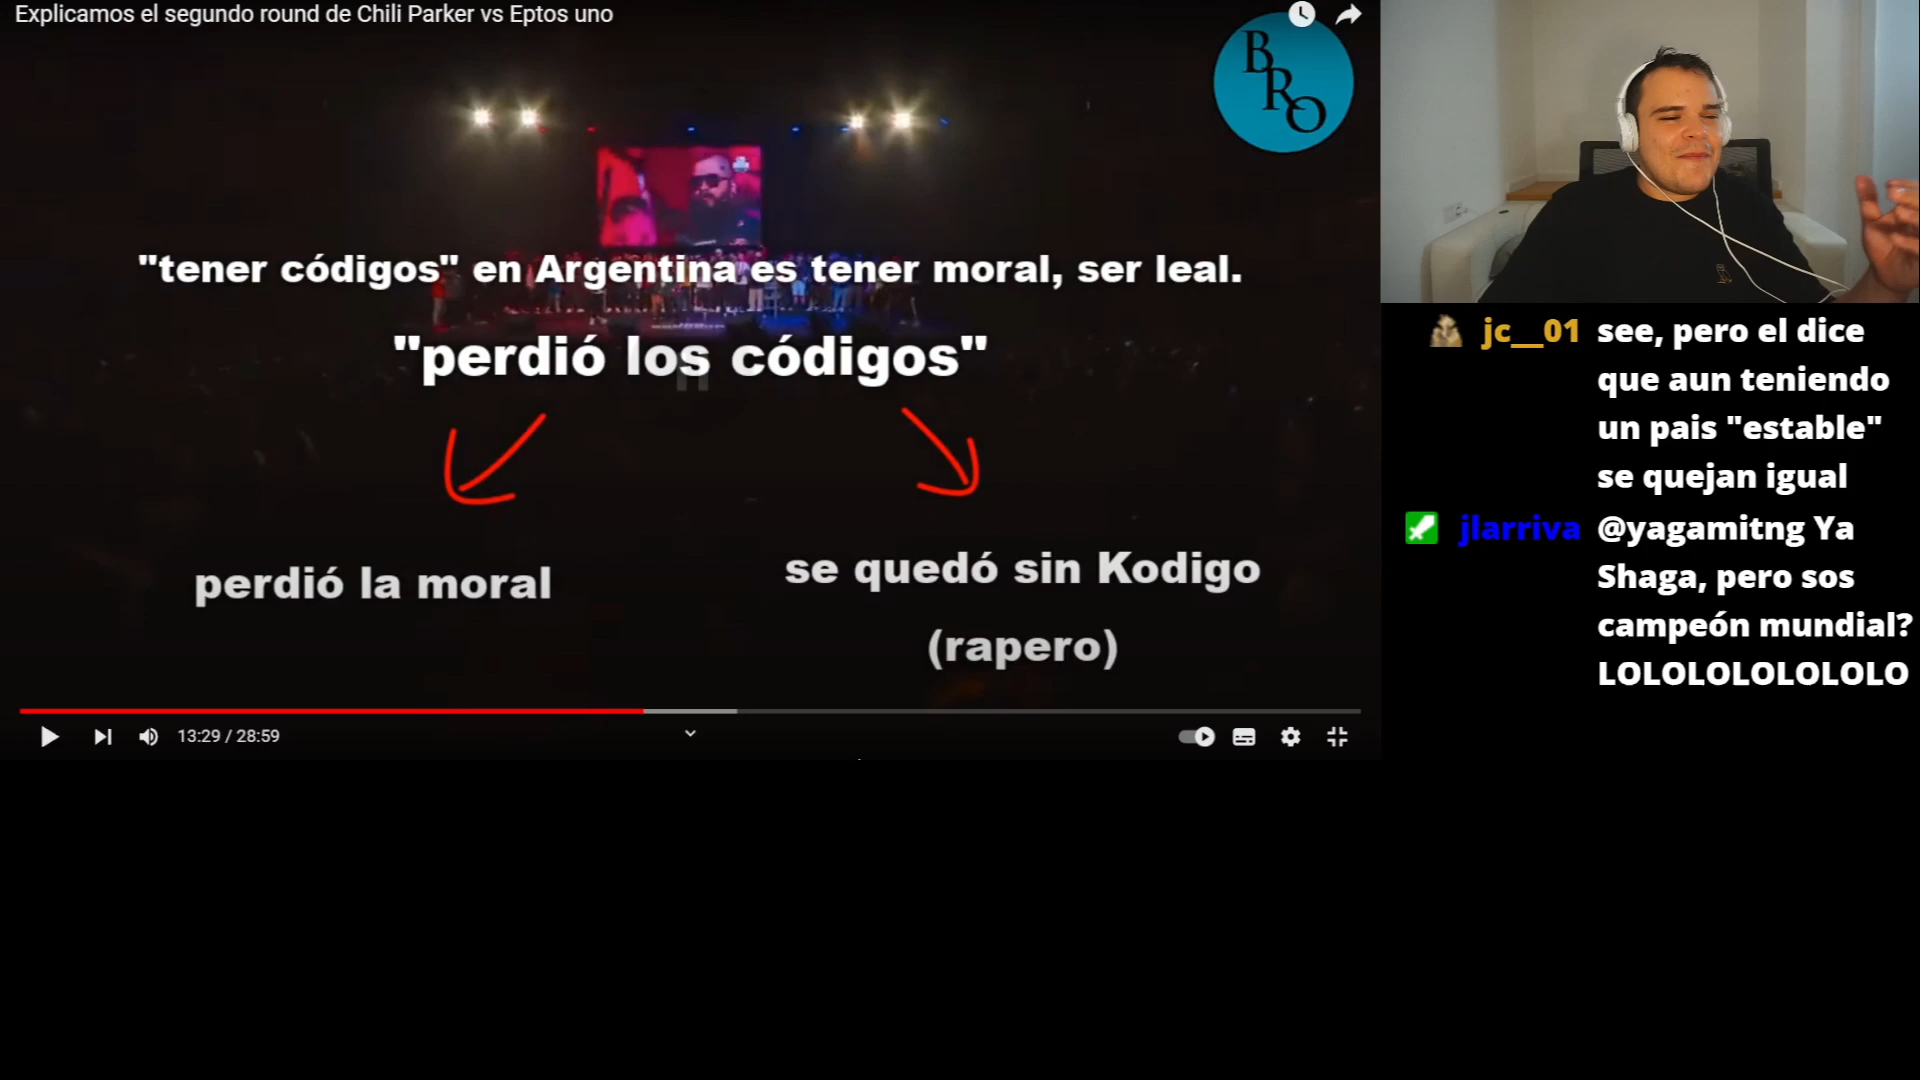 Explicamos el segundo round de Chili Parker vs Eptos uno
B
R
O
"tener códigos" en Argentina es tener moral, ser leal.
"perdió los códigos"
perdió la moral
se quedó sin Kodigo
(rapero)
13:29 / 28:59
jc__01 see, pero el dice
que aun teniendo
un pais "estable"
se quejan igual
jlarriva @yagamitng Ya
Shaga, pero sos
campeón mundial?
LOLOLOLOLOLOLO